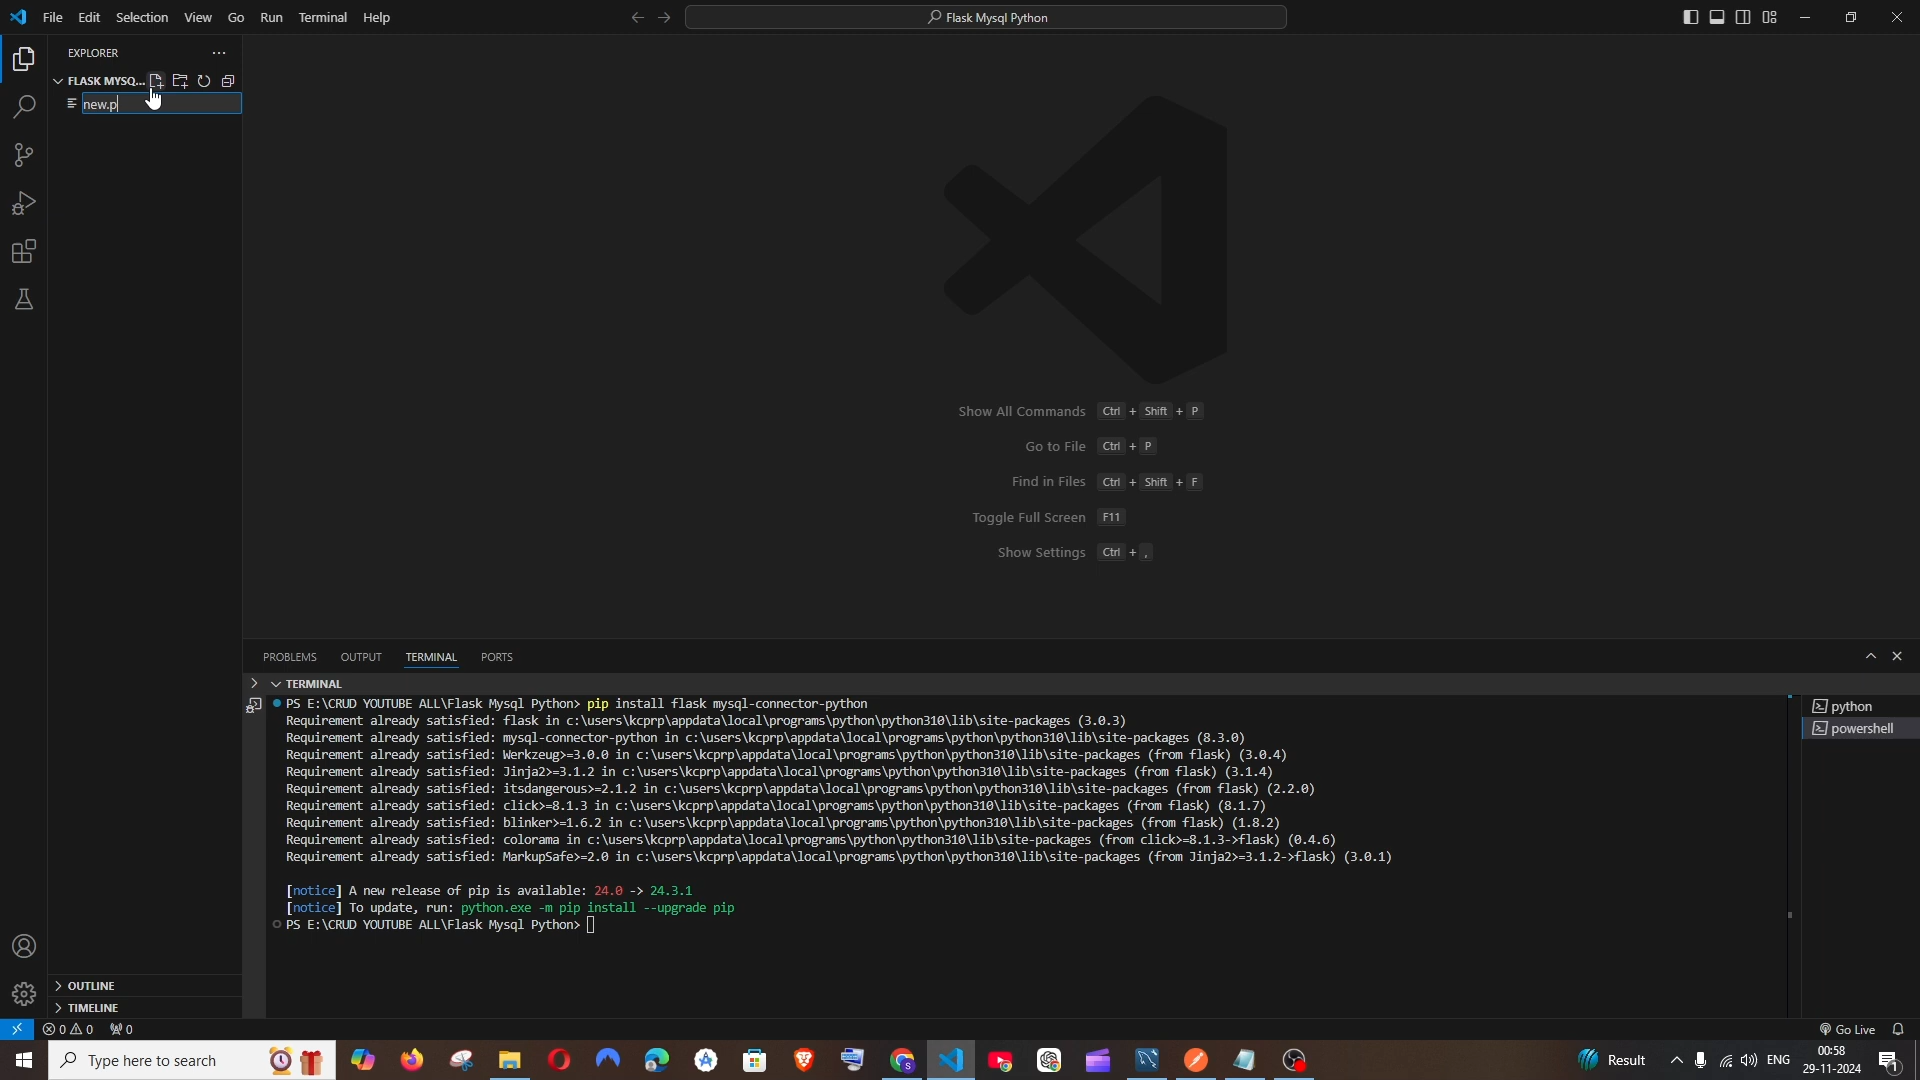 File Edit Selection View Go Run Terminal Help
Flask Mysql Python
EXPLORER
FLASK MYSQ...
new.p
Show All Commands Ctrl + Shift + P
Go to File Ctrl + P
Find in Files Ctrl + Shift + F
Toggle Full Screen F11
Show Settings Ctrl + ,
PROBLEMS OUTPUT TERMINAL PORTS
TERMINAL
PS E:\CRUD YOUTUBE ALL\Flask Mysql Python> pip install flask mysql-connector-python
Requirement already satisfied: flask in c:\users\kcprp\appdata\local\programs\python\python310\lib\site-packages (3.0.3)
Requirement already satisfied: mysql-connector-python in c:\users\kcprp\appdata\local\programs\python\python310\lib\site-packages (8.3.0)
Requirement already satisfied: Werkzeug>=3.0.0 in c:\users\kcprp\appdata\local\programs\python\python310\lib\site-packages (from flask) (3.0.4)
Requirement already satisfied: Jinja2>=3.1.2 in c:\users\kcprp\appdata\local\programs\python\python310\lib\site-packages (from flask) (3.1.4)
Requirement already satisfied: itsdangerous>=2.1.2 in c:\users\kcprp\appdata\local\programs\python\python310\lib\site-packages (from flask) (2.2.0)
Requirement already satisfied: click>=8.1.3 in c:\users\kcprp\appdata\local\programs\python\python310\lib\site-packages (from flask) (8.1.7)
Requirement already satisfied: blinker>=1.6.2 in c:\users\kcprp\appdata\local\programs\python\python310\lib\site-packages (from flask) (1.8.2)
Requirement already satisfied: colorama in c:\users\kcprp\appdata\local\programs\python\python310\lib\site-packages (from click>=8.1.3->flask) (0.4.6)
Requirement already satisfied: MarkupSafe>=2.0 in c:\users\kcprp\appdata\local\programs\python\python310\lib\site-packages (from Jinja2>=3.1.2->flask) (3.0.1)
[notice] A new release of pip is available: 24.0 -> 24.3.1
[notice] To update, run: python.exe -m pip install --upgrade pip
PS E:\CRUD YOUTUBE ALL\Flask Mysql Python>
python
powershell
OUTLINE
TIMELINE
0 0 0
Go Live
Type here to search
Result
ENG
00:58
29-11-2024
1